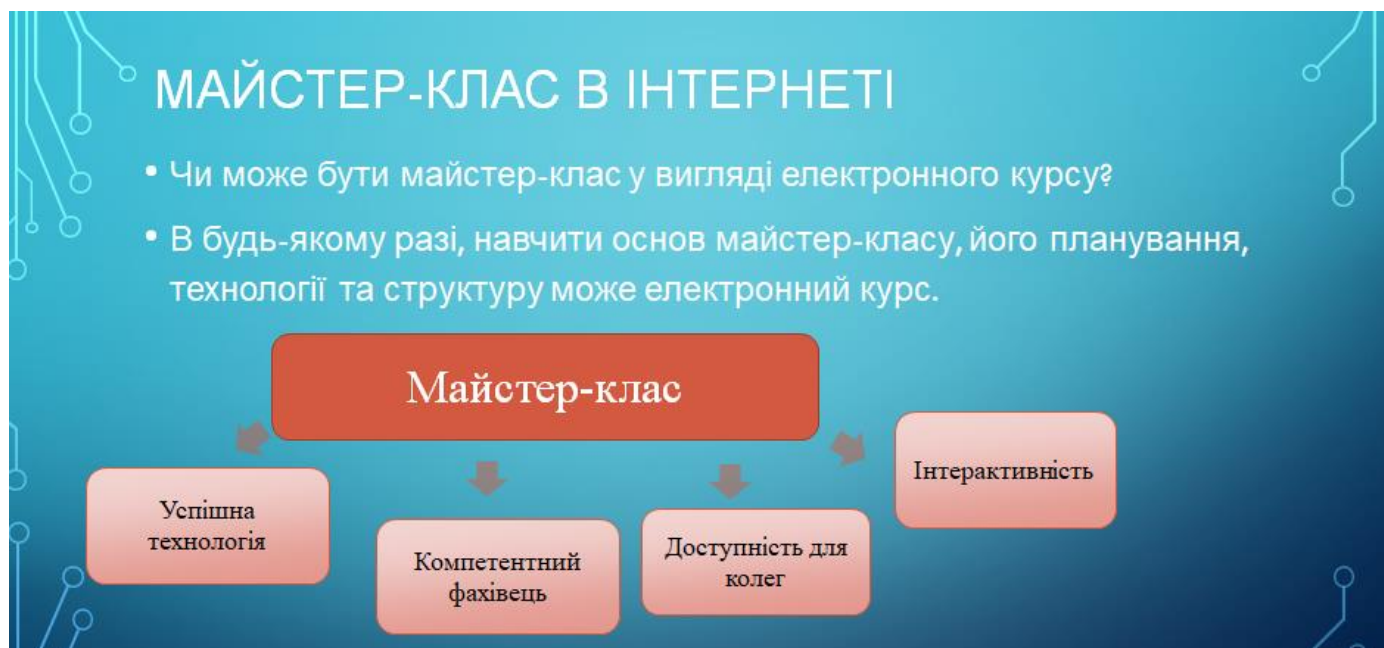 МАЙСТЕР-КЛАС В ІНТЕРНЕТІ
• Чи може бути майстер-клас у вигляді електронного курсу?
• В будь-якому разі, навчити основ майстер-класу, його планування,
технології та структуру може електронний курс.
Майстер-клас
Успішна
технологія
Компетентний
фахівець
Доступність для
колег
Інтерактивність